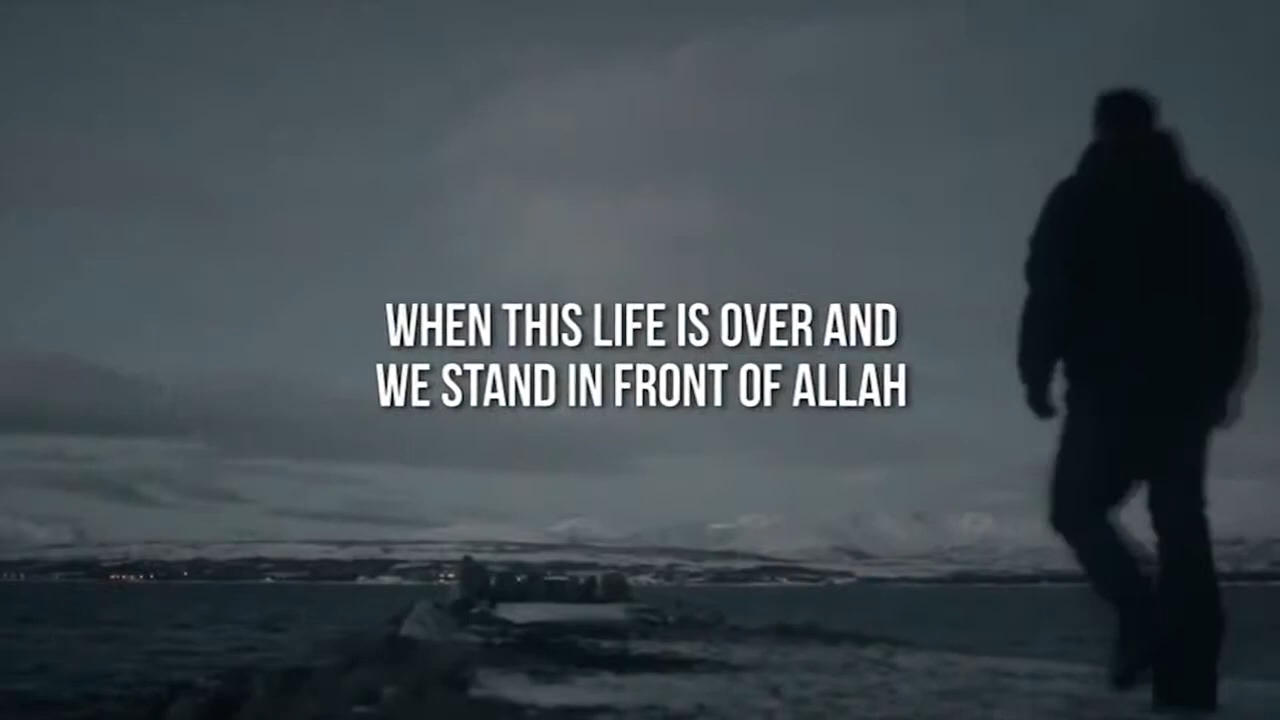 WHEN THIS LIFE IS OVER AND
WE STAND IN FRONT OF ALLAH